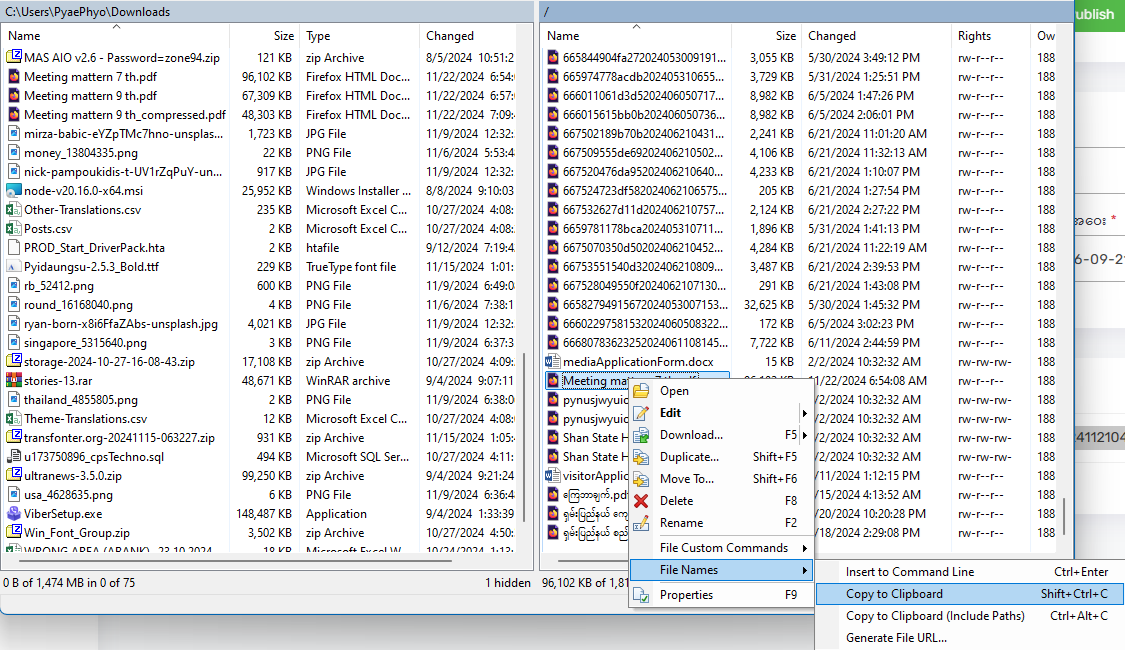 C:\Users\PyaePhyo\Downloads
Name Size Type Changed
MAS AIO v2.6 - Password=zone94.zip 121 KB zip Archive 8/5/2024 10:51:2
Meeting mattern 7 th.pdf 96,102 KB Firefox HTML Doc... 11/22/2024 6:54:
Meeting mattern 9 th.pdf 67,309 KB Firefox HTML Doc... 11/22/2024 6:57:
Meeting mattern 9 th_compressed.pdf 48,303 KB Firefox HTML Doc... 11/22/2024 7:09:
mirza-babic-eYZpTMc7hno-unsplas... 1,723 KB JPG File 11/9/2024 12:32:
money_13804335.png 22 KB PNG File 11/6/2024 5:53:4
nick-pampoukidis-t-UV1rZqPuY-un... 917 KB JPG File 11/9/2024 12:32:
node-v20.16.0-x64.msi 25,952 KB Windows Installer ... 8/8/2024 9:10:03
Other-Translations.csv 235 KB Microsoft Excel C... 10/27/2024 4:08:
Posts.csv 2 KB Microsoft Excel C... 10/27/2024 4:08:
PROD_Start_DriverPack.hta 2 KB htafile 9/12/2024 7:19:4
Pyidaungsu-2.5.3_Bold.ttf 229 KB TrueType font file 11/15/2024 1:01:
rb_52412.png 600 KB PNG File 11/9/2024 6:49:0
round_16168040.png 4 KB PNG File 11/6/2024 7:38:1
ryan-born-x8i6FfaZAbs-unsplash.jpg 4,021 KB JPG File 11/9/2024 12:32:
singapore_5315640.png 3 KB PNG File 11/9/2024 6:37:3
storage-2024-10-27-16-08-43.zip 17,108 KB zip Archive 10/27/2024 4:09:
stories-13.rar 48,671 KB WinRAR archive 9/4/2024 9:07:11
thailand_4855805.png 2 KB PNG File 11/9/2024 6:38:0
Theme-Translations.csv 12 KB Microsoft Excel C... 10/27/2024 4:08:
transfonter.org-20241115-063227.zip 931 KB zip Archive 11/15/2024 1:05:
u173750896_cpsTechno.sql 494 KB Microsoft SQL Ser... 10/27/2024 4:11:
ultranews-3.5.0.zip 99,250 KB zip Archive 9/4/2024 9:21:24
usa_4628635.png 6 KB PNG File 11/9/2024 6:36:4
ViberSetup.exe 148,487 KB Application 9/4/2024 1:33:39
Win_Font_Group.zip 3,502 KB zip Archive 10/27/2024 4:50:
0 B of 1,474 MB in 0 of 75 1 hidden
/
Name Size Changed Rights Ow
665844904fa272024053009191... 3,055 KB 5/30/2024 3:49:12 PM rw-r--r-- 188
665974778acdb202405310655... 3,729 KB 5/31/2024 1:25:51 PM rw-r--r-- 188
666011061d3d5202406050717... 8,982 KB 6/5/2024 1:47:26 PM rw-r--r-- 188
666015615bb0b202406050736... 8,982 KB 6/5/2024 2:06:01 PM rw-r--r-- 188
667502189b70b202406210431... 2,241 KB 6/21/2024 11:01:20 AM rw-r--r-- 188
667509555de69202406210502... 4,106 KB 6/21/2024 11:32:13 AM rw-r--r-- 188
667520476da95202406210640... 4,233 KB 6/21/2024 1:10:07 PM rw-r--r-- 188
667524723df58202406210657​5... 205 KB 6/21/2024 1:27:54 PM rw-r--r-- 188
667532627d11d202406210757... 2,124 KB 6/21/2024 2:27:22 PM rw-r--r-- 188
6659781178bca202405310711... 1,896 KB 5/31/2024 1:41:13 PM rw-r--r-- 188
6675070350d50202406210452... 4,284 KB 6/21/2024 11:22:19 AM rw-r--r-- 188
66753551540d3202406210809... 3,487 KB 6/21/2024 2:39:53 PM rw-r--r-- 188
667528049550f202406210713​0... 291 KB 6/21/2024 1:43:08 PM rw-r--r-- 188
66582794915672024053007153... 32,625 KB 5/30/2024 1:45:32 PM rw-r--r-- 188
66602297581532024060508322... 172 KB 6/5/2024 3:02:23 PM rw-r--r-- 188
66680783623252024061108145... 7,722 KB 6/11/2024 2:44:59 PM rw-r--r-- 188
mediaApplicationForm.docx 15 KB 2/2/2024 10:32:32 AM rw-rw-rw- 188
Meeting 11/22/2024 6:54:08 AM rw-r--r-- 188
pynusjwyuic /2/2024 10:32:32 AM rw-rw-rw- 188
pynusjwyuic /2/2024 10:32:32 AM rw-rw-rw- 188
Shan State H /2/2024 10:32:32 AM rw-rw-rw- 188
Shan State H /2/2024 10:32:32 AM rw-rw-rw- 188
visitorApplic /11/2024 1:12:15 PM rw-r--r-- 188
ကြေညာချက်.pdf /15/2024 4:13:52 AM rw-r--r-- 188
ရှမ်းပြည်နယ် /20/2024 10:20:28 PM rw-r--r-- 188
ရှမ်းပြည်နယ် /18/2024 2:29:08 PM rw-r--r-- 188
96,102 KB of 1,81
Open
Edit
Download... F5
Duplicate... Shift+F5
Move To... Shift+F6
Delete F8
Rename F2
File Custom Commands
File Names
Properties F9
Insert to Command Line Ctrl+Enter
Copy to Clipboard Shift+Ctrl+C
Copy to Clipboard (Include Paths) Ctrl+Alt+C
Generate File URL...
ublish
အဝေး *
6-09-2
4112104